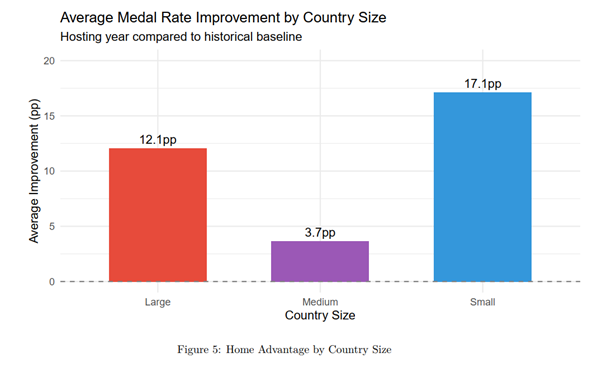 Average Medal Rate Improvement by Country Size
Hosting year compared to historical baseline
Average Improvement (pp)
20
15
10
5
0
12.1pp
3.7pp
17.1pp
Large
Medium
Small
Country Size
Figure 5: Home Advantage by Country Size